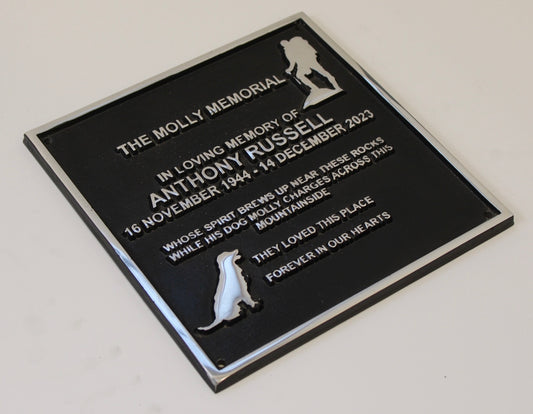 THE MOLLY MEMORIAL
IN LOVING MEMORY OF
ANTHONY RUSSELL
16 NOVEMBER 1944 - 14 DECEMBER 2023
WHOSE SPIRIT BREWS UP NEAR THESE ROCKS
WHILE HIS DOG MOLLY CHARGES ACROSS THIS
MOUNTAINSIDE
THEY LOVED THIS PLACE
FOREVER IN OUR HEARTS